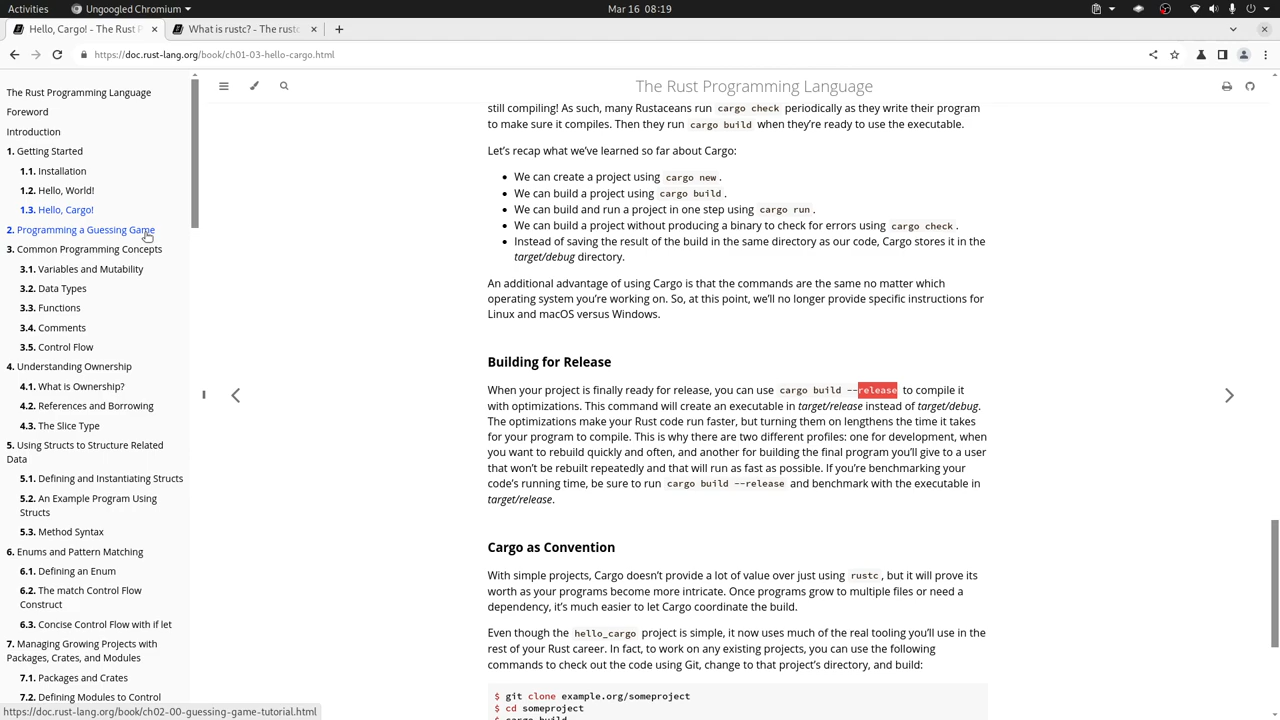 Activities
Ungoogled Chromium
Mar 16 08:19
Hello, Cargo! - The Rust P
What is rustc? - The rustc
https://doc.rust-lang.org/book/ch01-03-hello-cargo.html
The Rust Programming Language
Foreword
Introduction
1. Getting Started
1.1. Installation
1.2. Hello, World!
1.3. Hello, Cargo!
2. Programming a Guessing Game
3. Common Programming Concepts
3.1. Variables and Mutability
3.2. Data Types
3.3. Functions
3.4. Comments
3.5. Control Flow
4. Understanding Ownership
4.1. What is Ownership?
4.2. References and Borrowing
4.3. The Slice Type
5. Using Structs to Structure Related
Data
5.1. Defining and Instantiating Structs
5.2. An Example Program Using
Structs
5.3. Method Syntax
6. Enums and Pattern Matching
6.1. Defining an Enum
6.2. The match Control Flow
Construct
6.3. Concise Control Flow with if let
7. Managing Growing Projects with
Packages, Crates, and Modules
7.1. Packages and Crates
7.2. Defining Modules to Control
https://doc.rust-lang.org/book/ch02-00-guessing-game-tutorial.html
The Rust Programming Language
still compiling! As such, many Rustaceans run cargo check periodically as they write their program
to make sure it compiles. Then they run cargo build when they're ready to use the executable.
Let's recap what we've learned so far about Cargo:
• We can create a project using cargo new.
• We can build a project using cargo build.
• We can build and run a project in one step using cargo run.
• We can build a project without producing a binary to check for errors using cargo check.
• Instead of saving the result of the build in the same directory as our code, Cargo stores it in the
target/debug directory.
An additional advantage of using Cargo is that the commands are the same no matter which
operating system you're working on. So, at this point, we'll no longer provide specific instructions for
Linux and macOS versus Windows.
Building for Release
When your project is finally ready for release, you can use cargo build --release to compile it
with optimizations. This command will create an executable in target/release instead of target/debug.
The optimizations make your Rust code run faster, but turning them on lengthens the time it takes
for your program to compile. This is why there are two different profiles: one for development, when
you want to rebuild quickly and often, and another for building the final program you'll give to a user
that won't be rebuilt repeatedly and that will run as fast as possible. If you're benchmarking your
code's running time, be sure to run cargo build --release and benchmark with the executable in
target/release.
Cargo as Convention
With simple projects, Cargo doesn't provide a lot of value over just using rustc, but it will prove its
worth as your programs become more intricate. Once programs grow to multiple files or need a
dependency, it's much easier to let Cargo coordinate the build.
Even though the hello_cargo project is simple, it now uses much of the real tooling you'll use in the
rest of your Rust career. In fact, to work on any existing projects, you can use the following
commands to check out the code using Git, change to that project's directory, and build:
$ git clone example.org/someproject
$ cd someproject
$ cargo build